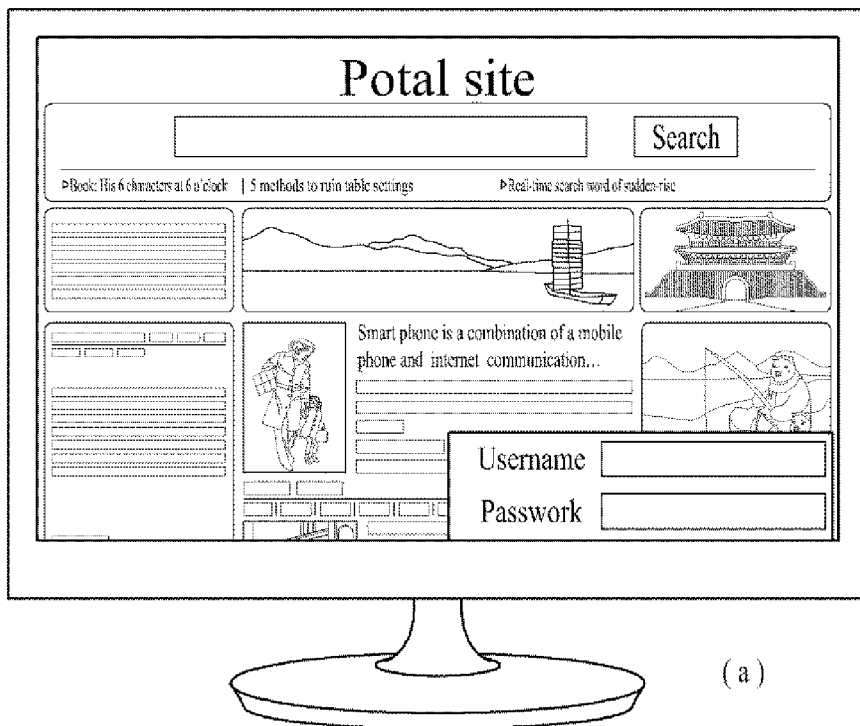 Potal site
Search
▷Book: His 6 chracters at 6 o'clock | 5 methods to ruin table settings ▷Real-time search word of sudden-rise
Smart phone is a combination of a mobile
phone and internet communication...
Username
Passwork
(a)